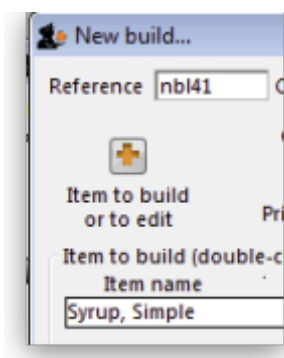 New build...
Reference nbl41
Item to build
or to edit
Item to build (double-c
Item name
Syrup, Simple